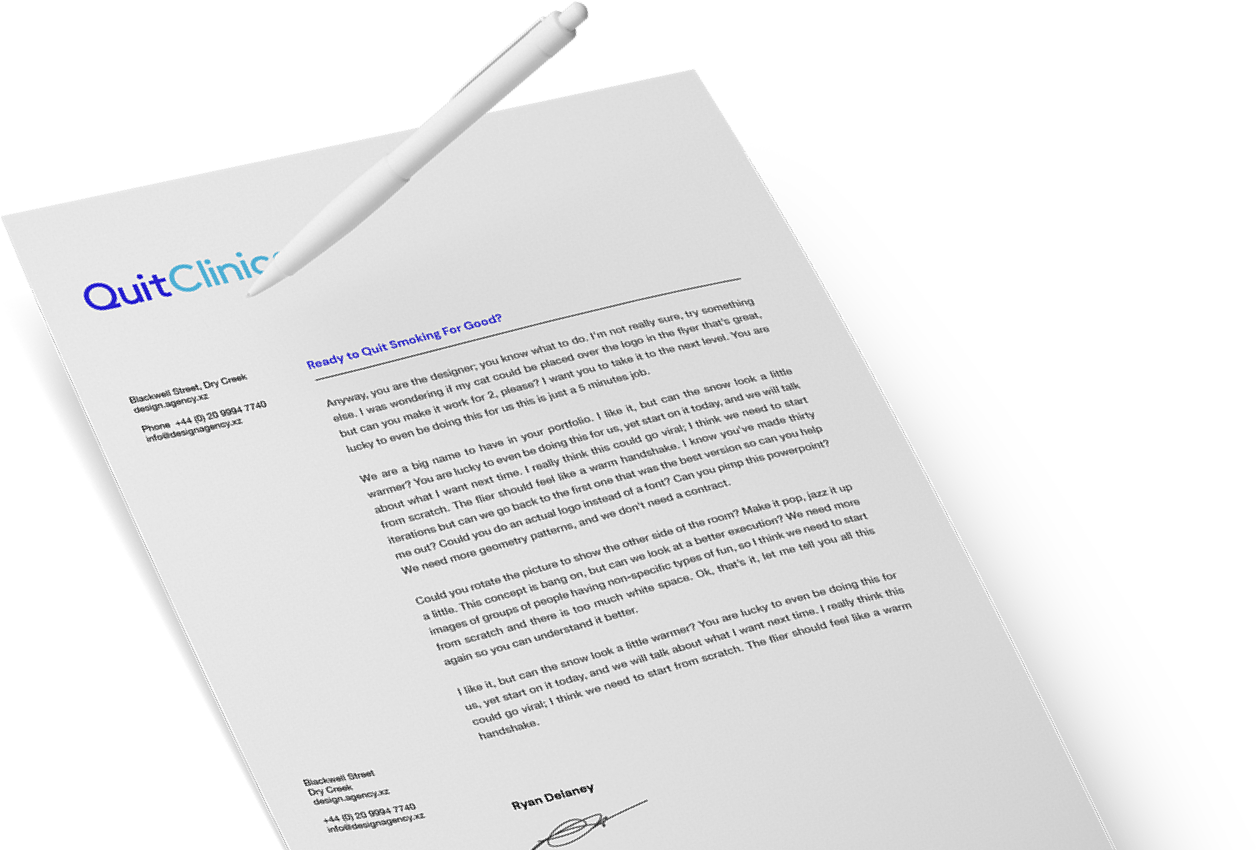 QuitClinics
Ready to Quit Smoking For Good?
Blackwell Street, Dry Creek
design.agency.xz
Phone +44 (0) 20 9994 7740
info@designagency.xz
Anyway, you are the designer; you know what to do. I'm not really sure, try something
else. I was wondering if my cat could be placed over the logo in the flyer that's great,
but can you make it work for 2, please? I want you to take it to the next level. You are
lucky to even be doing this for us this is just a 5 minutes job.
We are a big name to have in your portfolio. I like it, but can the snow look a little
warmer? You are lucky to even be doing this for us, yet start on it today, and we will talk
about what I want next time. I really think this could go viral; I think we need to start
from scratch. The flier should feel like a warm handshake. I know you've made thirty
iterations but can we go back to the first one that was the best version so can you help
me out? Could you do an actual logo instead of a font? Can you pimp this powerpoint?
We need more geometry patterns, and we don't need a contract.
Could you rotate the picture to show the other side of the room? Make it pop, jazz it up
a little. This concept is bang on, but can we look at a better execution? We need more
images of groups of people having non-specific types of fun, so I think we need to start
from scratch and there is too much white space. Ok, that's it, let me tell you all this
again so you can understand it better.
I like it, but can the snow look a little warmer? You are lucky to even be doing this for
us, yet start on it today, and we will talk about what I want next time. I really think this
could go viral; I think we need to start from scratch. The flier should feel like a warm
handshake.
Blackwell Street
Dry Creek
design.agency.xz
+44 (0) 20 9994 7740
info@designagency.xz
Ryan Delaney